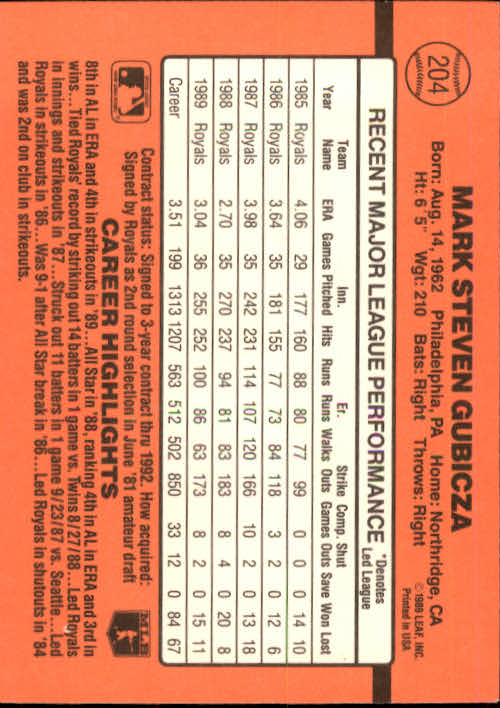 204
MARK STEVEN GUBICZA
© 1989 LEAF, INC.
Printed in USA
Born: Aug. 14, 1962 Philadelphia, PA Home: Northridge, CA
Ht: 6' 5" Wgt: 210 Bats: Right Throws: Right
RECENT MAJOR LEAGUE PERFORMANCE *Denotes Led League
Team Inn. Er. Strike Comp. Shut
Year Name ERA Games Pitched Hits Runs Runs Walks Outs Games Outs Save Won Lost
1985 Royals 4.06 29 177 160 88 80 77 99 0 0 0 14 10
1986 Royals 3.64 35 181 155 77 73 84 118 3 2 0 12 6
1987 Royals 3.98 35 242 231 114 107 120 166 10 2 0 13 18
1988 Royals 2.70 35 270 237 94 81 83 183 8 4 0 20 8
1989 Royals 3.04 36 255 252 100 86 63 173 8 2 0 15 11
Career 3.51 199 1313 1207 563 512 502 850 33 12 0 84 67
Contract status: Signed to 3-year contract thru 1992. How acquired:
Signed by Royals as 2nd round selection in June '81 amateur draft
MLB
CAREER HIGHLIGHTS
8th in AL in ERA and 4th in strikeouts in '89...All Star in '88, ranking 4th in AL in ERA and 3rd in
wins...Tied Royals' record by striking out 14 batters in 1 game vs. Twins 8/27/88...Led Royals
in innings and strikeouts in '87...Struck out 11 batters in 1 game 9/23/87 vs. Seattle...Led
Royals in strikeouts in '86...Was 9-1 after All Star break in '86...Led Royals in shutouts in '84
and was 2nd on club in strikeouts.